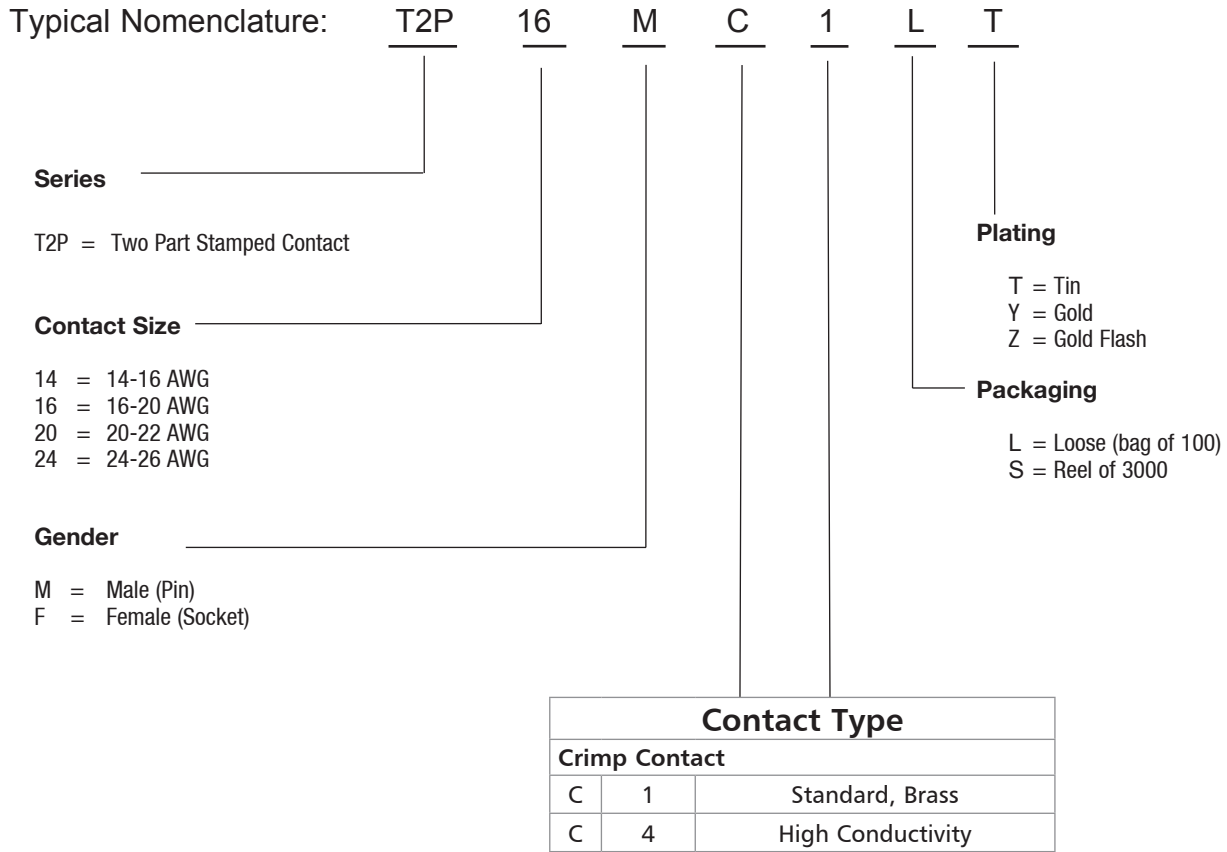 Typical Nomenclature: T2P 16 M C 1 L T
Series
T2P = Two Part Stamped Contact
Contact Size
14 = 14-16 AWG
16 = 16-20 AWG
20 = 20-22 AWG
24 = 24-26 AWG
Gender
M = Male (Pin)
F = Female (Socket)
Plating
T = Tin
Y = Gold
Z = Gold Flash
Packaging
L = Loose (bag of 100)
S = Reel of 3000
Contact Type
Crimp Contact
C 1 Standard, Brass
C 4 High Conductivity